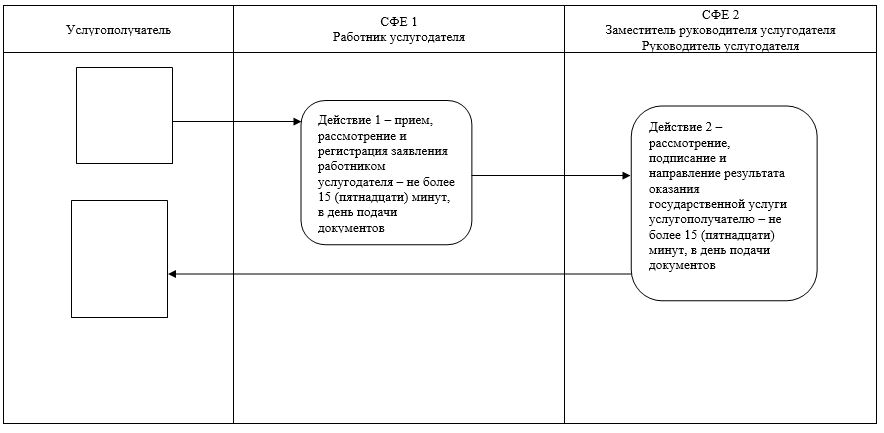 Услугополучатель
СФЕ 1
Работник услугодателя
СФЕ 2
Заместитель руководителя услугодателя
Руководитель услугодателя
Действие 1 – прием,
рассмотрение и
регистрация заявления
работником
услугодателя – не более
15 (пятнадцати) минут,
в день подачи
документов
Действие 2 –
рассмотрение,
подписание и
направление результата
оказания
государственной услуги
услугополучателю – не
более 15 (пятнадцати)
минут, в день подачи
документов